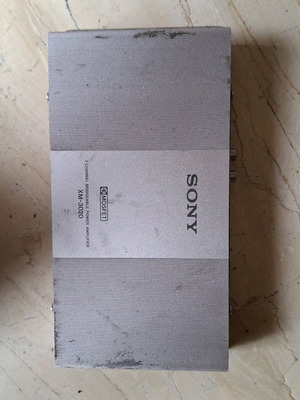 SONY
MOSFET
2 CHANNEL BRIDGEABLE POWER AMPLIFIER
XM-3020